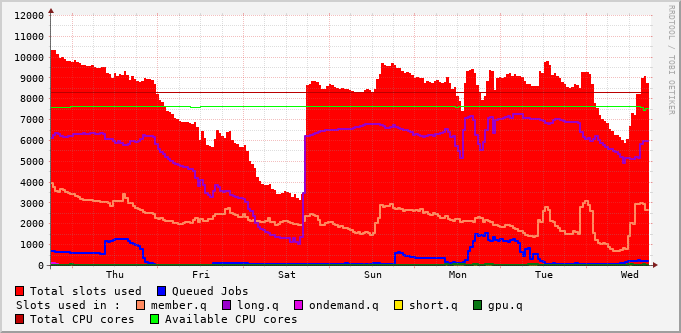 12000
11000
10000
9000
8000
7000
6000
5000
4000
3000
2000
1000
0
Thu Fri Sat Sun Mon Tue Wed
Total slots used Queued Jobs
Slots used in : member.q long.q ondemand.q short.q gpu.q
Total CPU cores Available CPU cores
RRDTOOL / TOBI OETIKER